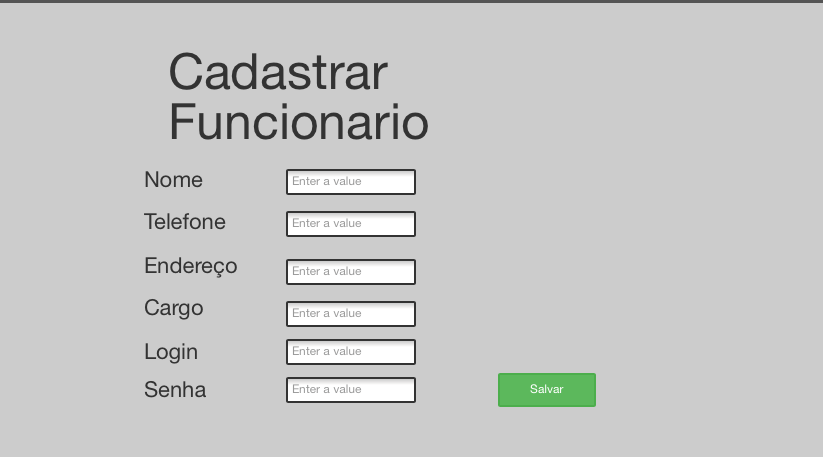 Cadastrar
Funcionario
Nome Enter a value
Telefone Enter a value
Endereço Enter a value
Cargo Enter a value
Login Enter a value
Senha Enter a value Salvar